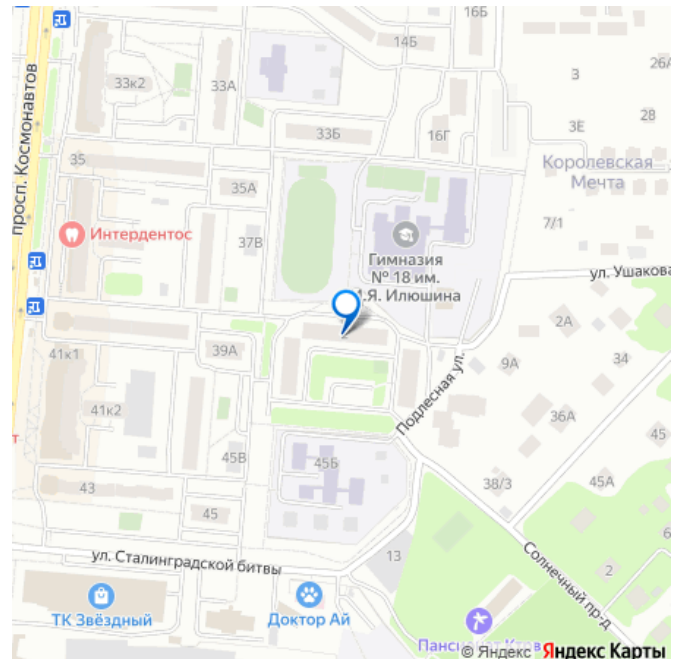 16Б
14Б
33к2
33А
3
26А
33Б
16Г
3Е
28
просп. Космонавтов
35
35А
Королевская
Мечта
Интердентос
37В
7/1
Гимназия
№ 18 им.
И.Я. Илюшина
ул. Ушакова
2А
41к1
39А
9А
34
Подлесная ул.
41к2
36А
45В
45Б
45
38/3
45А
43
45
ул. Сталинградской битвы
13
Солнечный пр-д
6
2
ТК Звёздный
Доктор Ай
Пансионат
© Яндекс Яндекс Карты